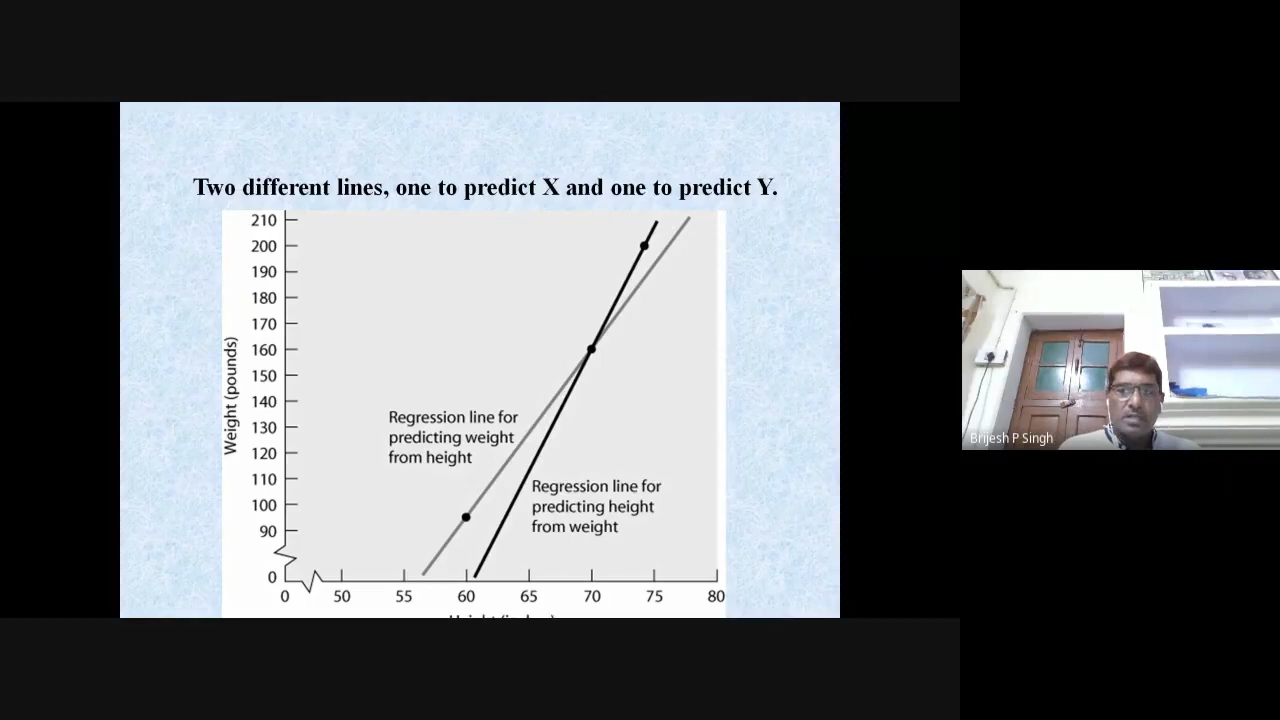 Two different lines, one to predict X and one to predict Y.
210
200
190
180
170
160
150
140
130
120
110
100
90
0
Weight (pounds)
Regression line for
predicting weight
from height
Regression line for
predicting height
from weight
0 50 55 60 65 70 75 80
Brijesh P Singh